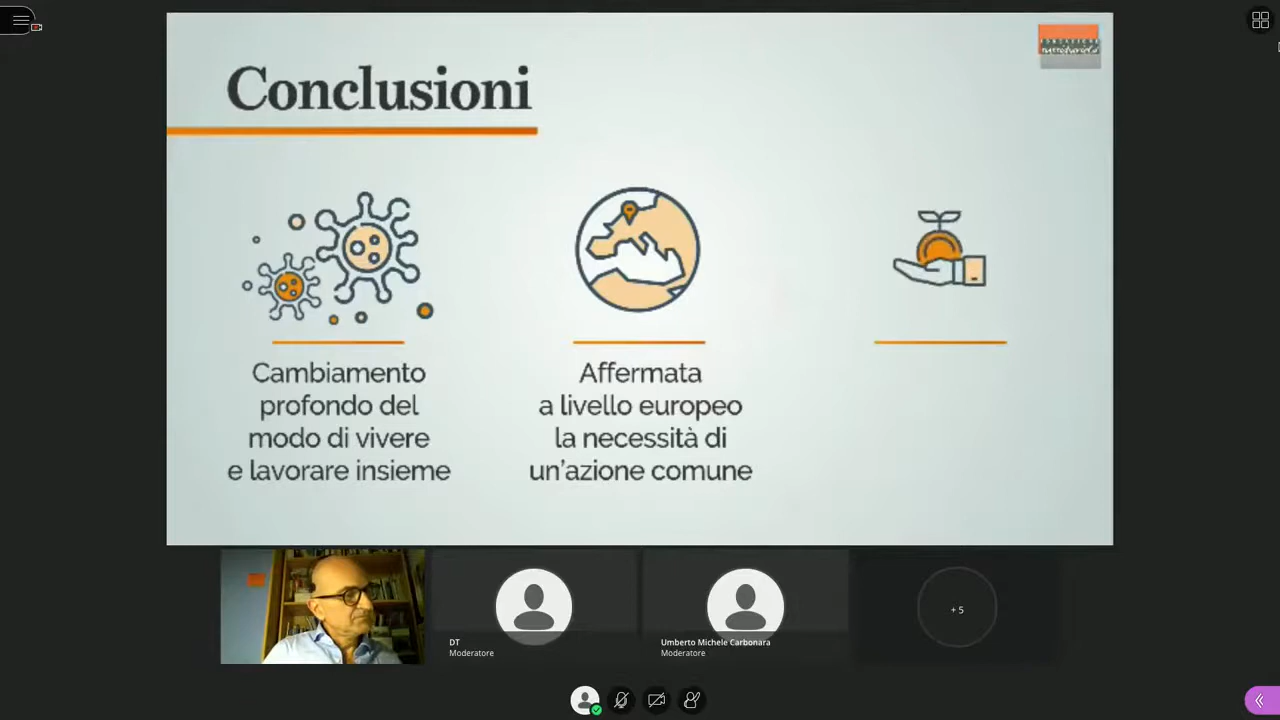 Conclusioni
FONDAZIONE
Cambiamento
profondo del
modo di vivere
e lavorare insieme
Affermata
a livello europeo
la necessità di
un'azione comune
DT
Moderatore
Umberto Michele Carbonara
Moderatore
+ 5